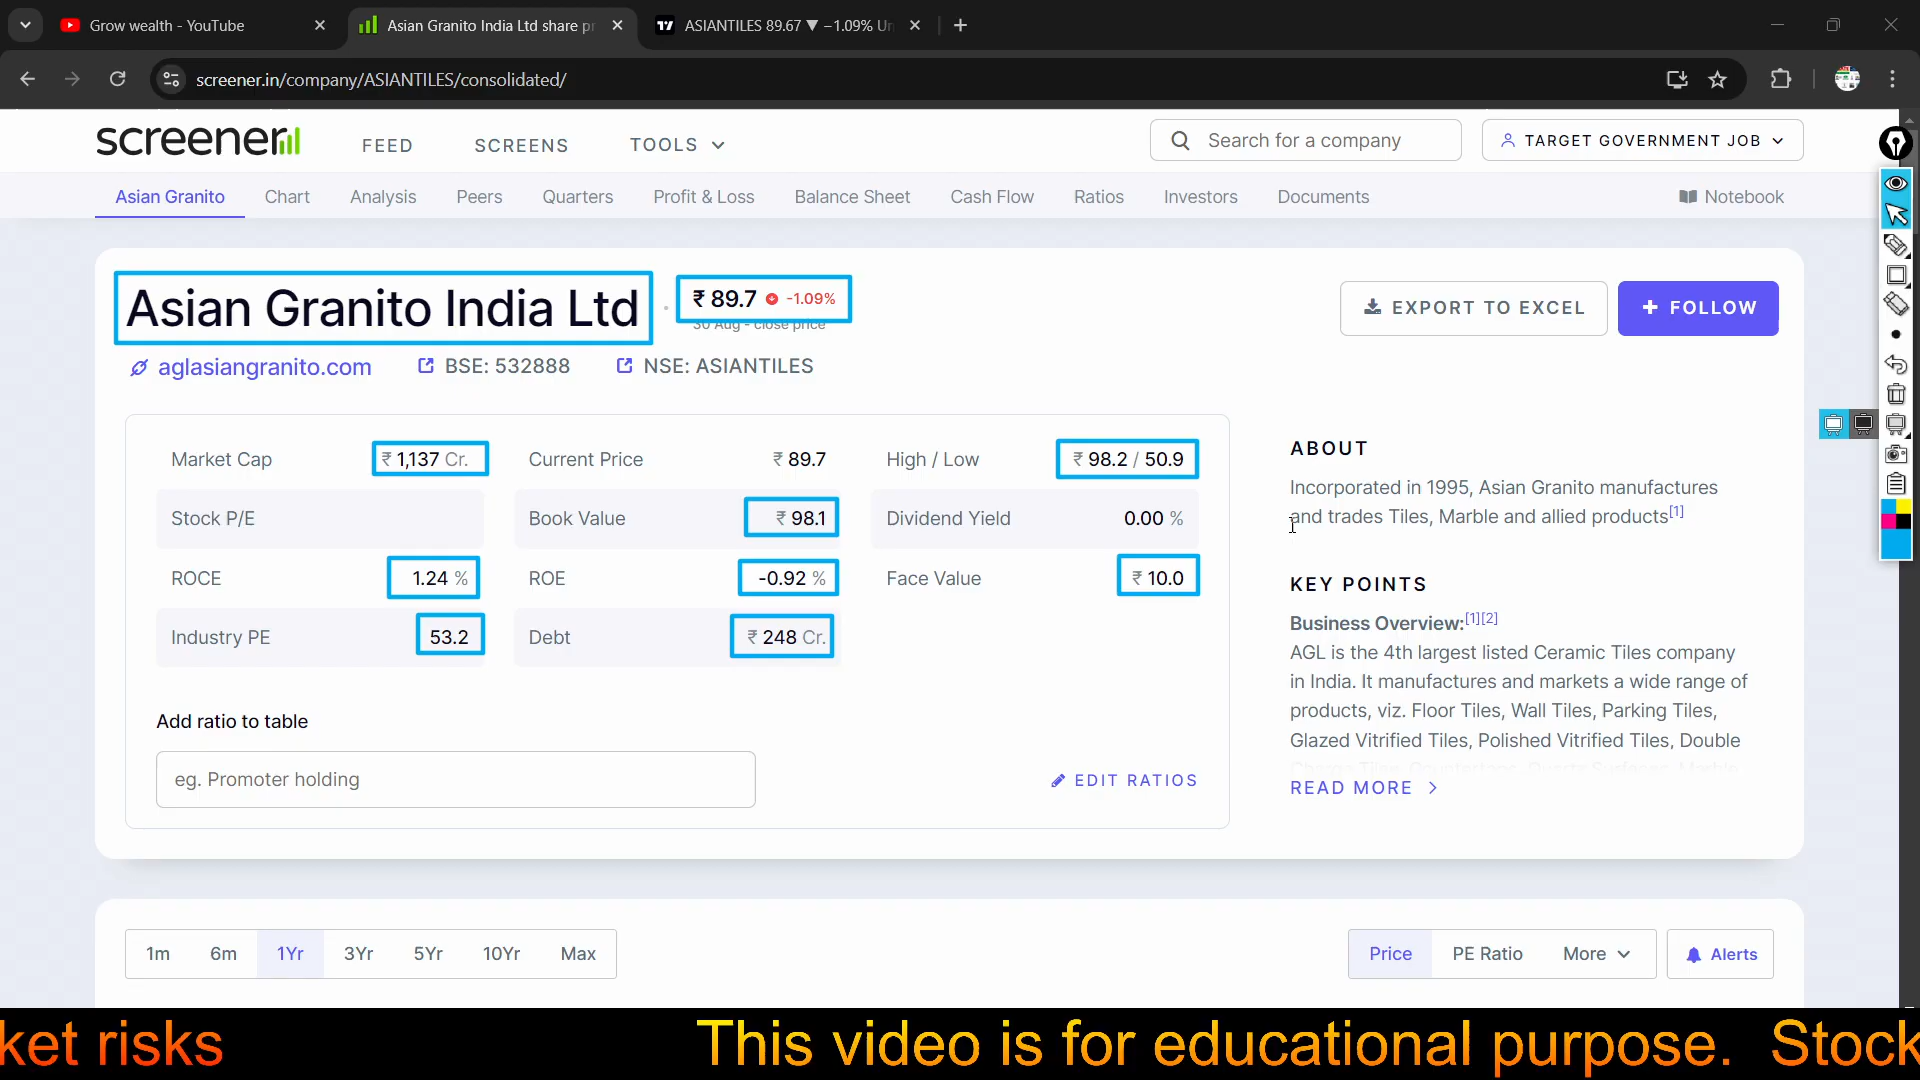 Grow wealth - YouTube
Asian Granito India Ltd share pr
ASIANTILES 89.67 ▼ −1.09% Un
screener.in/company/ASIANTILES/consolidated/
screener
FEED
SCREENS
TOOLS
Search for a company
TARGET GOVERNMENT JOB
Asian Granito
Chart
Analysis
Peers
Quarters
Profit & Loss
Balance Sheet
Cash Flow
Ratios
Investors
Documents
Notebook
Asian Granito India Ltd
₹ 89.7 -1.09%
30 Aug - close price
EXPORT TO EXCEL
+ FOLLOW
aglasiangranito.com
BSE: 532888
NSE: ASIANTILES
Market Cap ₹ 1,137 Cr.
Current Price ₹ 89.7
High / Low ₹ 98.2 / 50.9
Stock P/E
Book Value ₹ 98.1
Dividend Yield 0.00 %
ROCE 1.24 %
ROE -0.92 %
Face Value ₹ 10.0
Industry PE 53.2
Debt ₹ 248 Cr.
Add ratio to table
eg. Promoter holding
EDIT RATIOS
ABOUT
Incorporated in 1995, Asian Granito manufactures
and trades Tiles, Marble and allied products[1]
KEY POINTS
Business Overview:[1][2]
AGL is the 4th largest listed Ceramic Tiles company
in India. It manufactures and markets a wide range of
products, viz. Floor Tiles, Wall Tiles, Parking Tiles,
Glazed Vitrified Tiles, Polished Vitrified Tiles, Double
READ MORE
1m
6m
1Yr
3Yr
5Yr
10Yr
Max
Price
PE Ratio
More
Alerts
ket risks
This video is for educational purpose. Stock